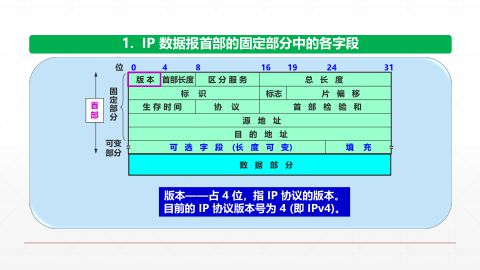 1. IP 数据报首部的固定部分中的各字段
位 0 4 8 16 19 24 31
版本 首部长度 区分服务 总长度
标识 标志 片偏移
生存时间 协议 首部检验和
源地址
目的地址
可选字段 (长度可变) 填充
数据部分
首部
固定部分
可变部分
版本——占 4 位，指 IP 协议的版本。
目前的 IP 协议版本号为 4 (即 IPv4)。